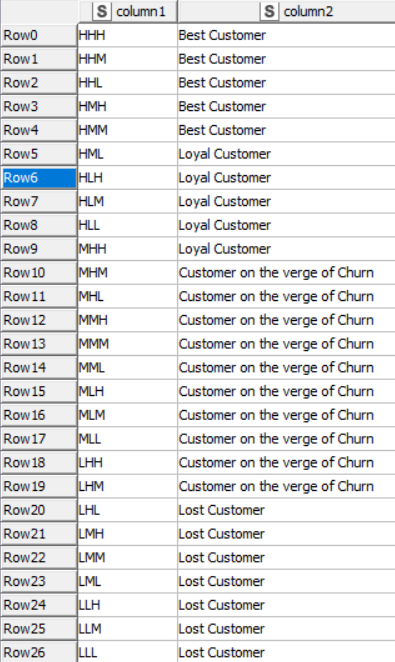 S column1 S column2
Row0 HHH Best Customer
Row1 HHM Best Customer
Row2 HHL Best Customer
Row3 HMH Best Customer
Row4 HMM Best Customer
Row5 HML Loyal Customer
Row6 HLH Loyal Customer
Row7 HLM Loyal Customer
Row8 HLL Loyal Customer
Row9 MHH Loyal Customer
Row10 MHM Customer on the verge of Churn
Row11 MHL Customer on the verge of Churn
Row12 MMH Customer on the verge of Churn
Row13 MMM Customer on the verge of Churn
Row14 MML Customer on the verge of Churn
Row15 MLH Customer on the verge of Churn
Row16 MLM Customer on the verge of Churn
Row17 MLL Customer on the verge of Churn
Row18 LHH Customer on the verge of Churn
Row19 LHM Customer on the verge of Churn
Row20 LHL Lost Customer
Row21 LMH Lost Customer
Row22 LMM Lost Customer
Row23 LML Lost Customer
Row24 LLH Lost Customer
Row25 LLM Lost Customer
Row26 LLL Lost Customer